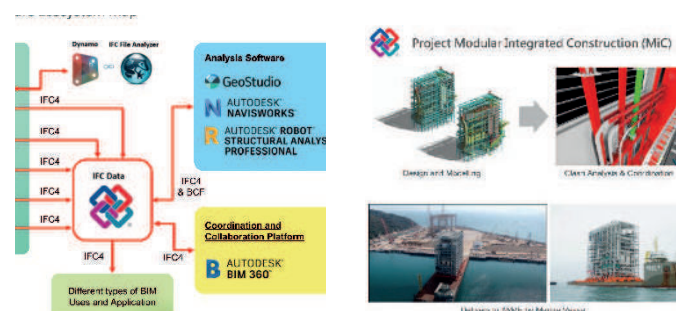 Dynamo IFC File Analyzer
IFC4
IFC4
IFC4
IFC4
IFC4
IFC Data
IFC4
IFC4
& BCF
IFC4
Analysis Software
GeoStudio
AUTODESK
NAVISWORKS
AUTODESK ROBOT
STRUCTURAL ANALYS
PROFESSIONAL
Coordination and
Collaboration Platform
AUTODESK
BIM 360
Different types of BIM
Uses and Application
Project Modular Integrated Construction (MiC)
Design and Modelling
Clash Analysis & Coordination